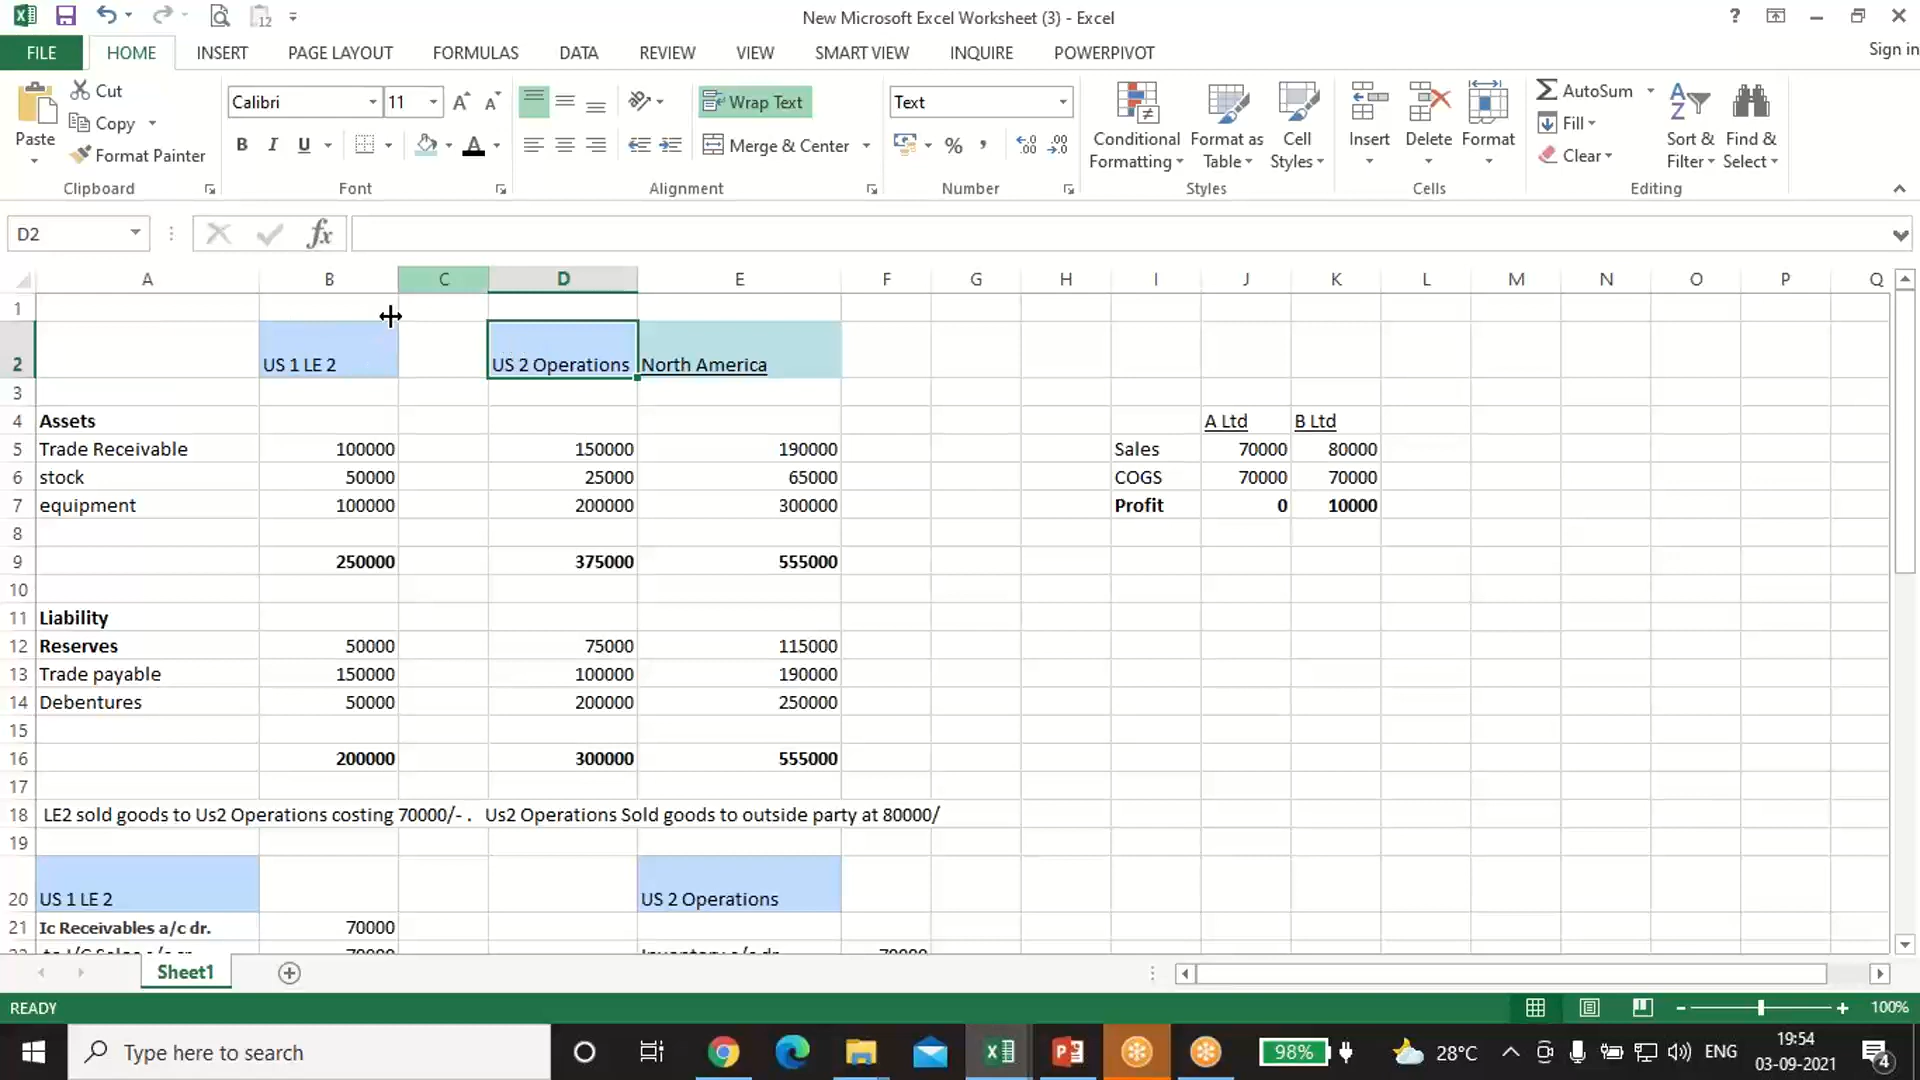 New Microsoft Excel Worksheet (3) - Excel
FILE HOME INSERT PAGE LAYOUT FORMULAS DATA REVIEW VIEW SMART VIEW INQUIRE POWERPIVOT Sign in
Cut
Copy
Format Painter
Paste
Clipboard
Calibri 11
B I U
Font
Wrap Text
Merge & Center
Alignment
Text
Number
Conditional Formatting
Format as Table
Cell Styles
Styles
Insert Delete Format
Cells
AutoSum
Fill
Clear
Sort & Filter
Find & Select
Editing
D2
A B C D E F G H I J K L M N O P Q
1
2 US 1 LE 2 US 2 Operations North America
3
4 Assets A Ltd B Ltd
5 Trade Receivable 100000 150000 190000 Sales 70000 80000
6 stock 50000 25000 65000 COGS 70000 70000
7 equipment 100000 200000 300000 Profit 0 10000
8
9 250000 375000 555000
10
11 Liability
12 Reserves 50000 75000 115000
13 Trade payable 150000 100000 190000
14 Debentures 50000 200000 250000
15
16 200000 300000 555000
17
18 LE2 sold goods to Us2 Operations costing 70000/- . Us2 Operations Sold goods to outside party at 80000/
19
20 US 1 LE 2 US 2 Operations
21 Ic Receivables a/c dr. 70000
Sheet1
READY 100%
Type here to search 98% 28°C ENG 19:54
03-09-2021 4